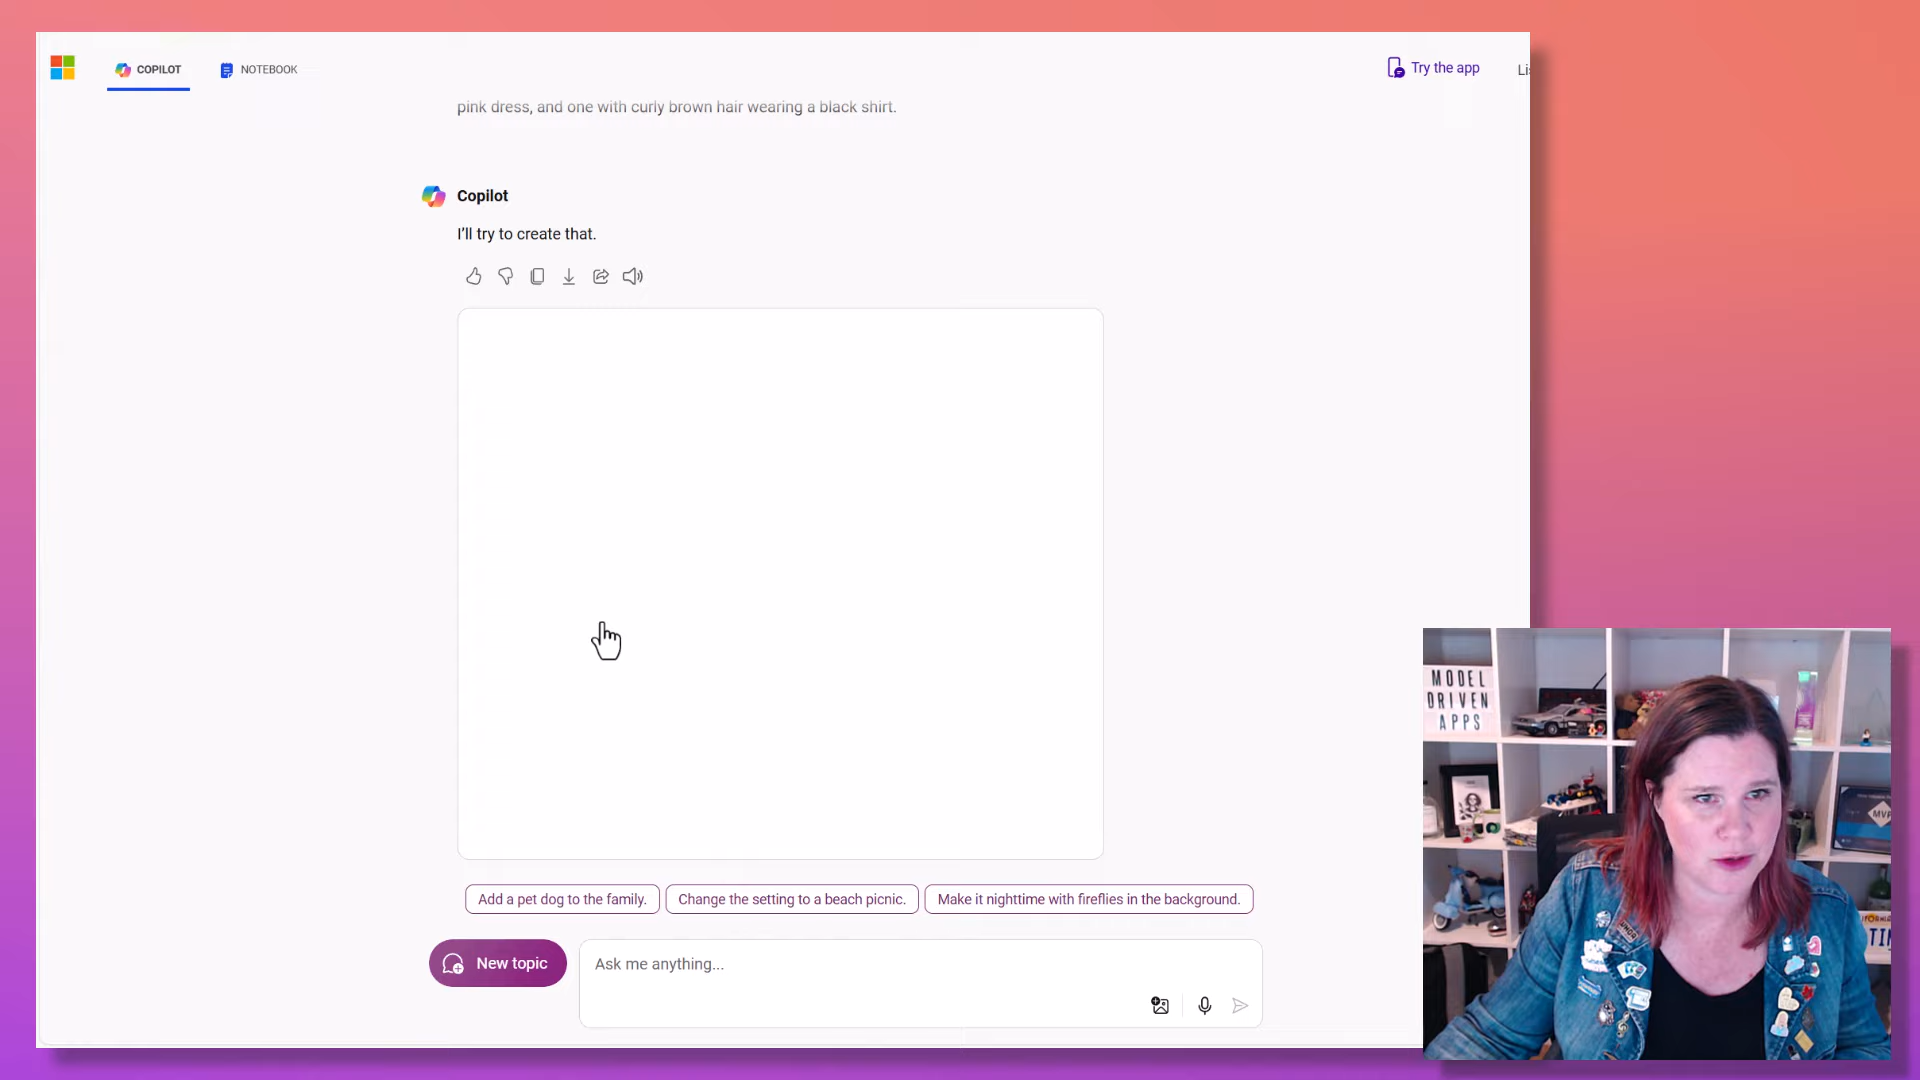 COPILOT
NOTEBOOK
Try the app
Li
pink dress, and one with curly brown hair wearing a black shirt.
Copilot
I'll try to create that.
Add a pet dog to the family.
Change the setting to a beach picnic.
Make it nighttime with fireflies in the background.
New topic
Ask me anything...
MODEL
DRIVEN
APPS
MVP